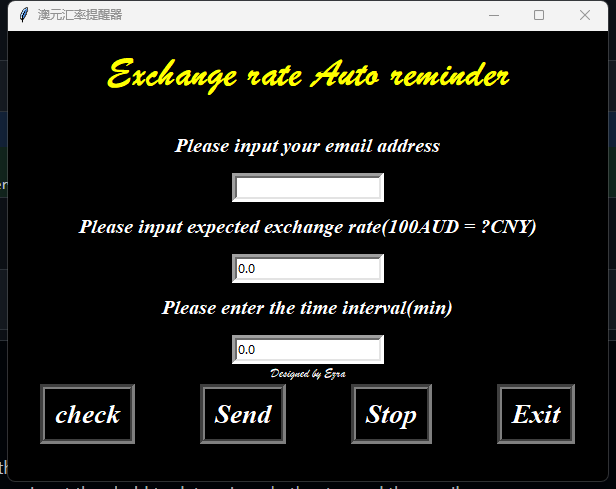 澳元汇率提醒器
Exchange rate Auto reminder
Please input your email address
Please input expected exchange rate(100AUD = ?CNY)
0.0
Please enter the time interval(min)
0.0
Designed by Ezra
check Send Stop Exit